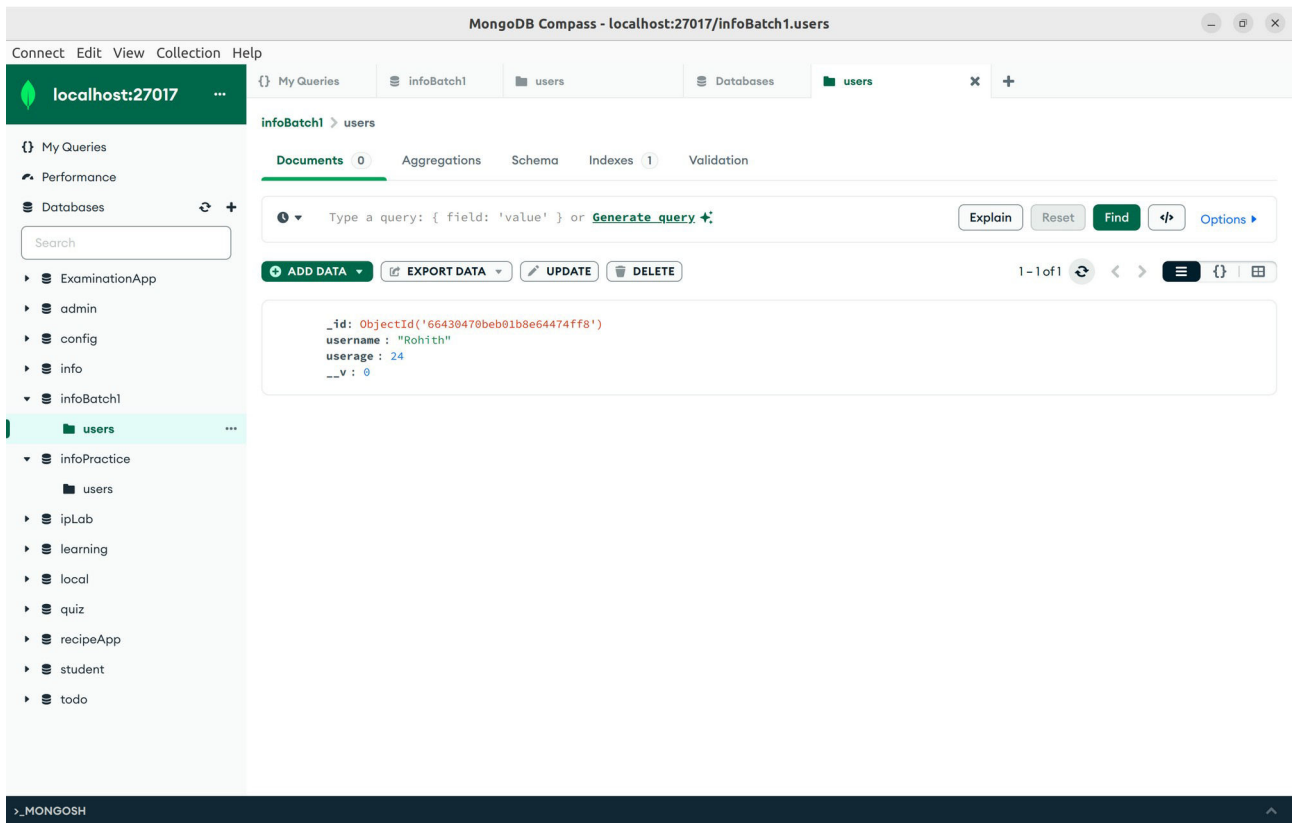 MongoDB Compass - localhost:27017/infoBatch1.users
Connect Edit View Collection Help
localhost:27017 ...
{} My Queries
infoBatch1
users
Databases
users
infoBatch1 > users
{} My Queries
Performance
Databases
Search
ExaminationApp
admin
config
info
infoBatch1
users
infoPractice
users
ipLab
learning
local
quiz
recipeApp
student
todo
Documents 0
Aggregations
Schema
Indexes 1
Validation
Type a query: { field: 'value' } or Generate query
Explain
Reset
Find
</>
Options
ADD DATA
EXPORT DATA
UPDATE
DELETE
1-1 of 1
{}
_id: ObjectId('66430470beb01b8e64474ff8')
username : "Rohith"
userage : 24
__v : 0
>_MONGOSH